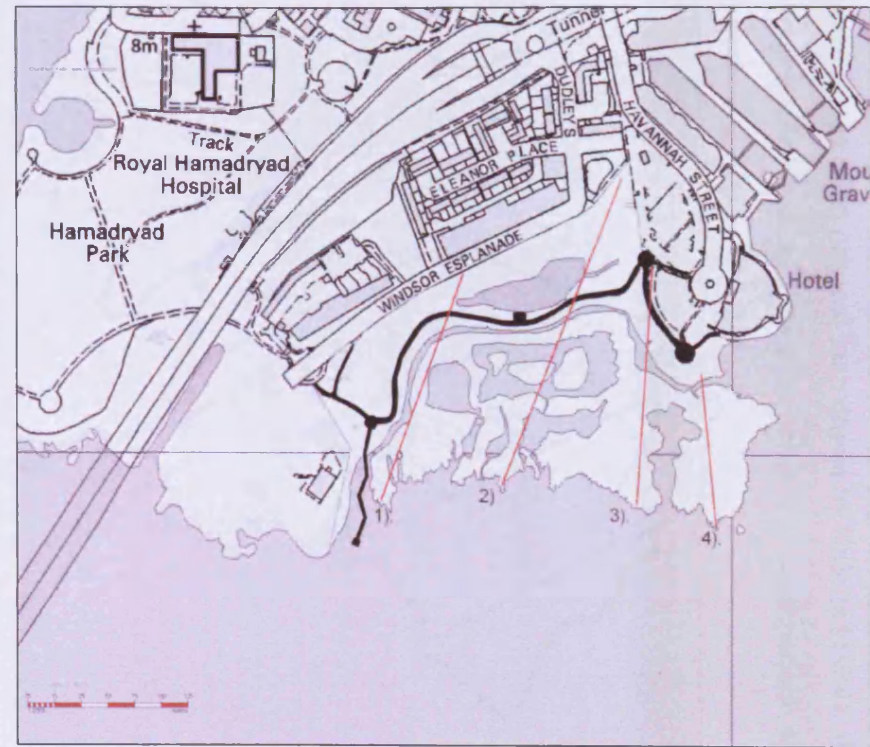 Tunnel
8m
DUDLEY S
HAVANNAH STREET
Track
Royal Hamadryad
Hospital
ELEANOR PLACE
Mou
Grav
Hamadryad
Park
WINDSOR ESPLANADE
Hotel
1).
2)
3)
4).